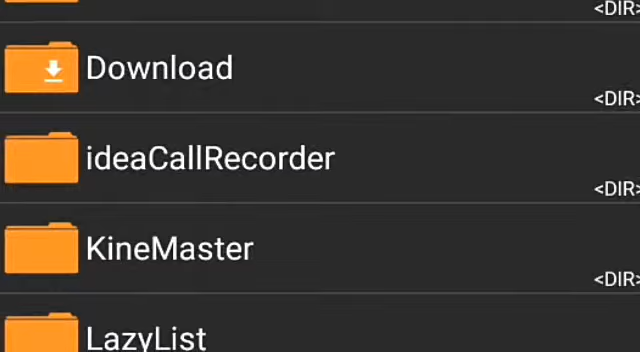 <DIR>
Download
<DIR>
ideaCallRecorder
<DIR>
KineMaster
<DIR>
LazyList